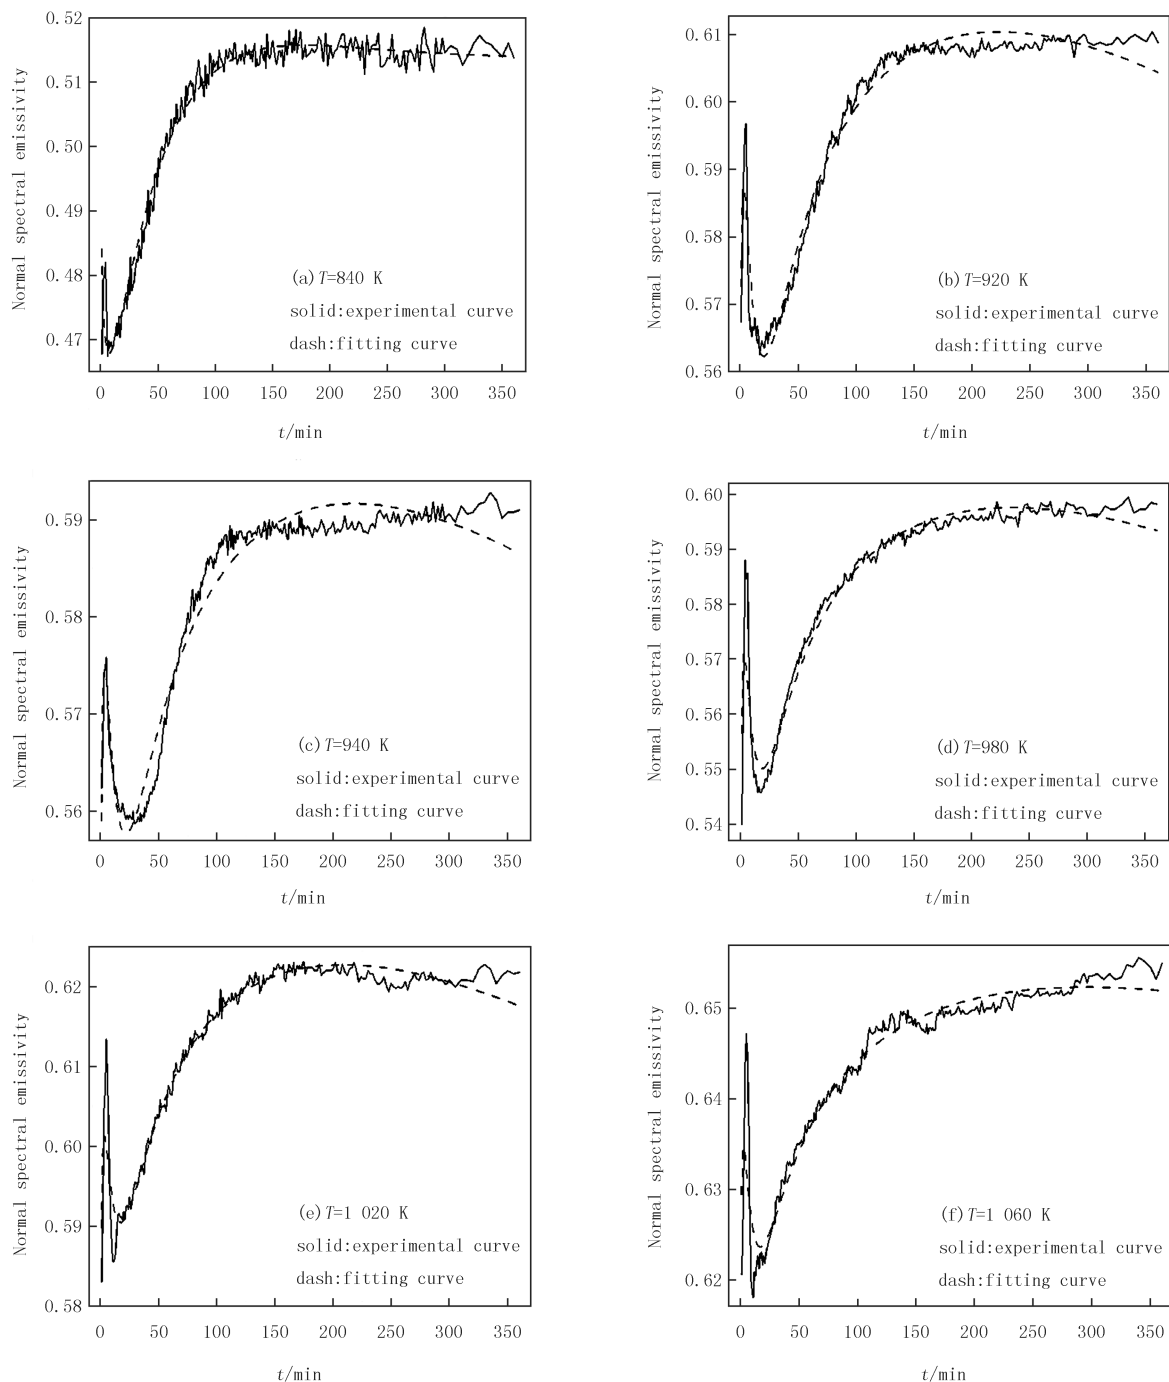 0.52
0.51
0.50
0.49
0.48
0.47
Normal spectral emissivity
(a)T=840 K
solid:experimental curve
dash:fitting curve
0 50 100 150 200 250 300 350
t/min
0.61
0.60
0.59
0.58
0.57
0.56
Normal spectral emissivity
(b)T=920 K
solid:experimental curve
dash:fitting curve
0 50 100 150 200 250 300 350
t/min
0.59
0.58
0.57
0.56
Normal spectral emissivity
(c)T=940 K
solid:experimental curve
dash:fitting curve
0 50 100 150 200 250 300 350
t/min
0.60
0.59
0.58
0.57
0.56
0.55
0.54
Normal spectral emissivity
(d)T=980 K
solid:experimental curve
dash:fitting curve
0 50 100 150 200 250 300 350
t/min
0.62
0.61
0.60
0.59
0.58
Normal spectral emissivity
(e)T=1 020 K
solid:experimental curve
dash:fitting curve
0 50 100 150 200 250 300 350
t/min
0.65
0.64
0.63
0.62
Normal spectral emissivity
(f)T=1 060 K
solid:experimental curve
dash:fitting curve
0 50 100 150 200 250 300 350
t/min